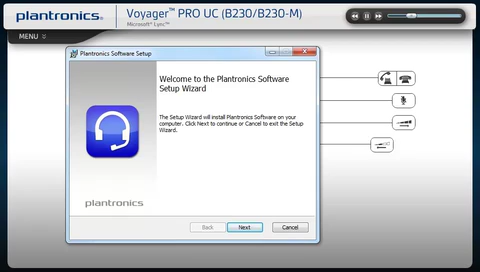 plantronics.
Voyager™ PRO UC (B230/B230-M)
Microsoft® Lync™
MENU
Plantronics Software Setup
Welcome to the Plantronics Software
Setup Wizard
The Setup Wizard will install Plantronics Software on your
computer. Click Next to continue or Cancel to exit the Setup
Wizard.
plantronics
Back
Next
Cancel